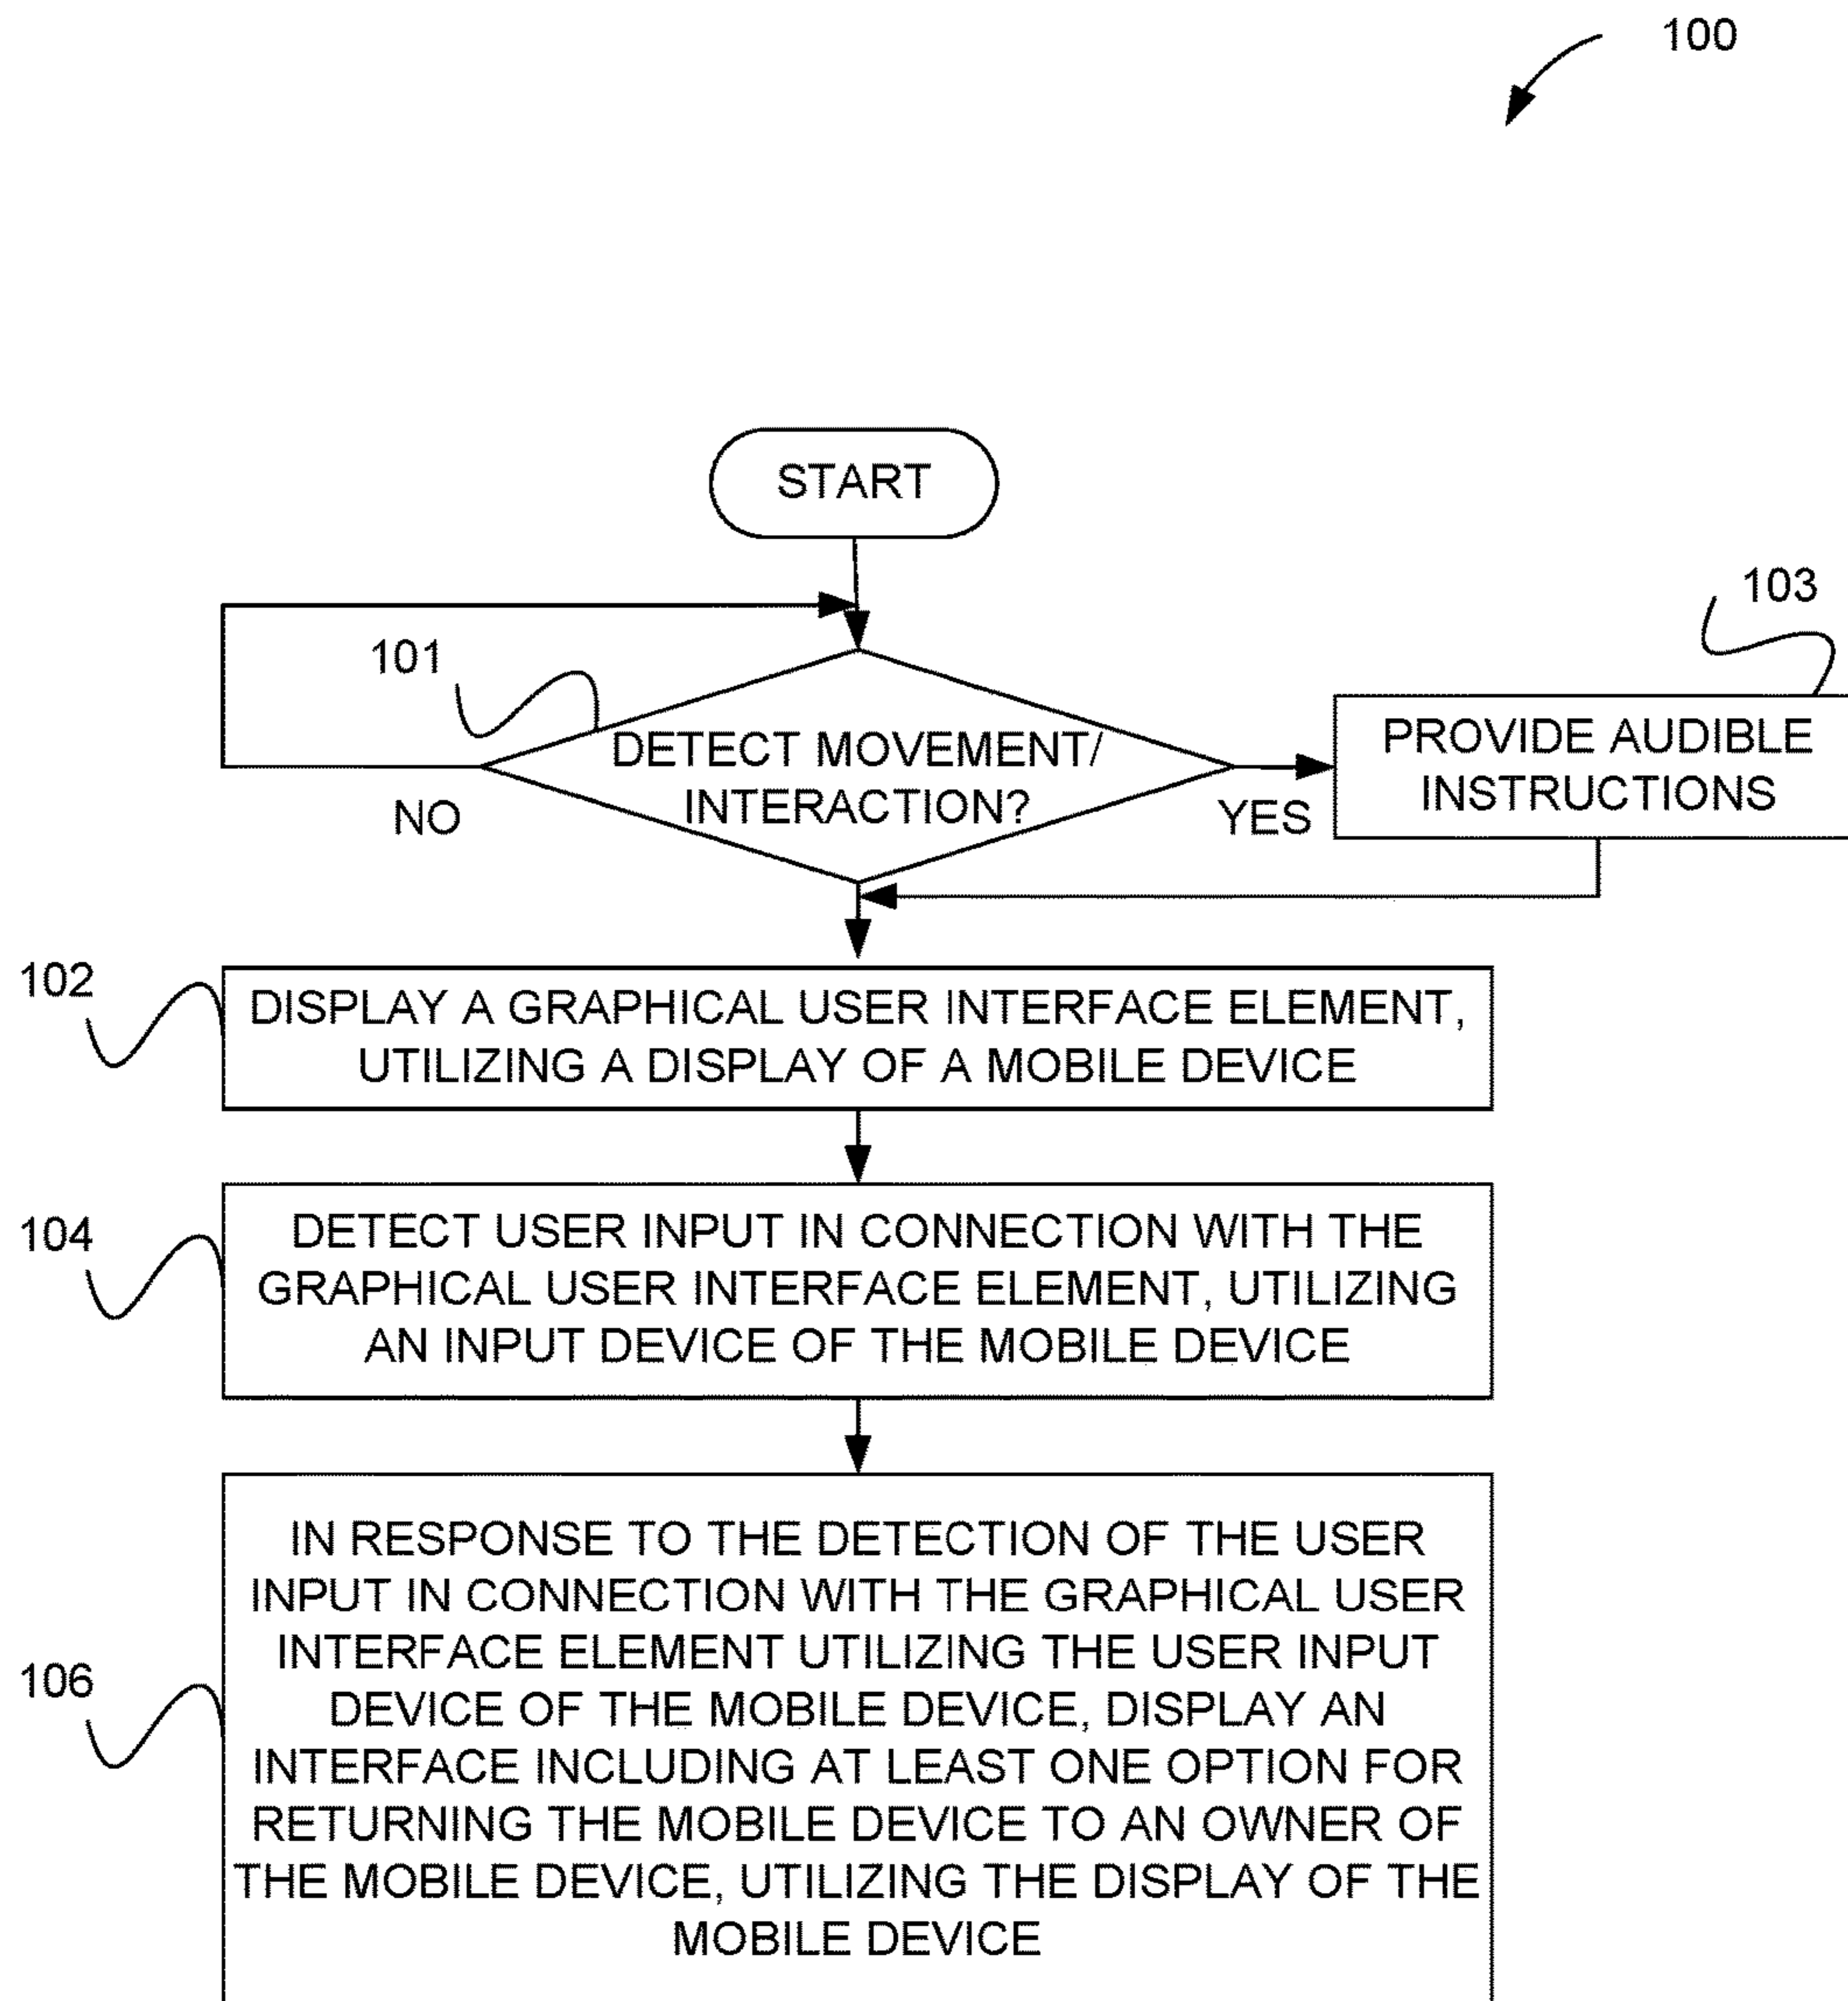 100
START
103
101
DETECT MOVEMENT/
INTERACTION?
NO
YES
PROVIDE AUDIBLE
INSTRUCTIONS
102
DISPLAY A GRAPHICAL USER INTERFACE ELEMENT,
UTILIZING A DISPLAY OF A MOBILE DEVICE
104
DETECT USER INPUT IN CONNECTION WITH THE
GRAPHICAL USER INTERFACE ELEMENT, UTILIZING
AN INPUT DEVICE OF THE MOBILE DEVICE
106
IN RESPONSE TO THE DETECTION OF THE USER
INPUT IN CONNECTION WITH THE GRAPHICAL USER
INTERFACE ELEMENT UTILIZING THE USER INPUT
DEVICE OF THE MOBILE DEVICE, DISPLAY AN
INTERFACE INCLUDING AT LEAST ONE OPTION FOR
RETURNING THE MOBILE DEVICE TO AN OWNER OF
THE MOBILE DEVICE, UTILIZING THE DISPLAY OF THE
MOBILE DEVICE